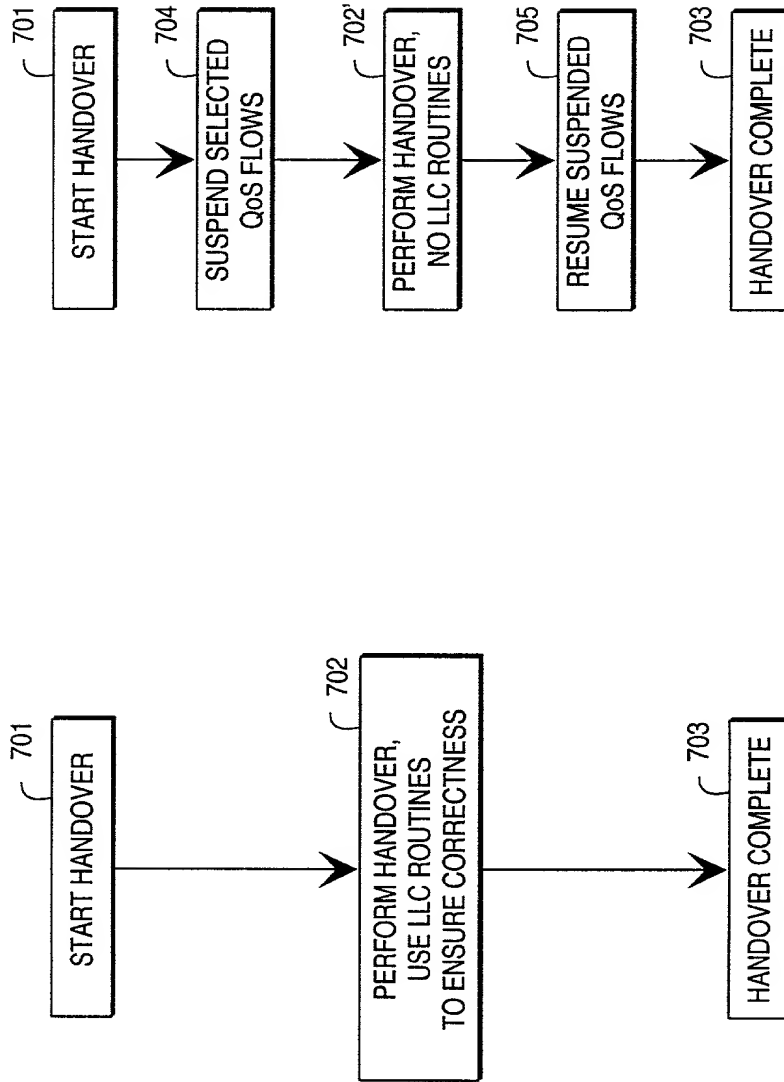 701
START HANDOVER
702
PERFORM HANDOVER,
USE LLC ROUTINES
TO ENSURE CORRECTNESS
703
HANDOVER COMPLETE
701
START HANDOVER
704
SUSPEND SELECTED
QoS FLOWS
702'
PERFORM HANDOVER,
NO LLC ROUTINES
705
RESUME SUSPENDED
QoS FLOWS
703
HANDOVER COMPLETE